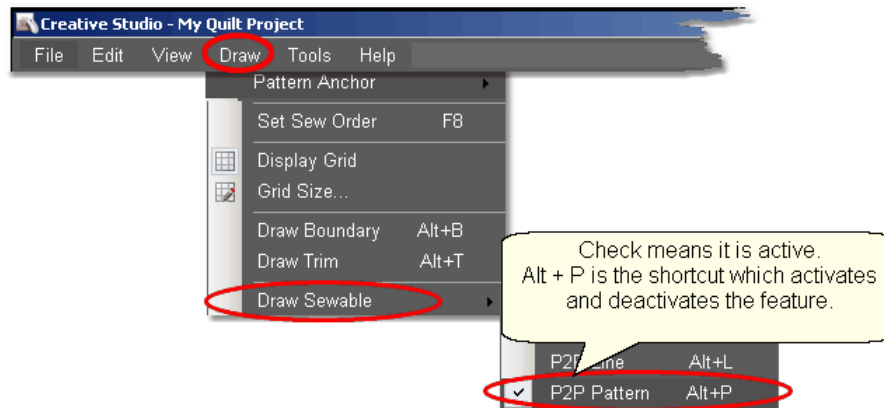 Creative Studio - My Quilt Project
File Edit View Draw Tools Help
Pattern Anchor
Set Sew Order F8
Display Grid
Grid Size...
Draw Boundary Alt+B
Draw Trim Alt+T
Draw Sewable
Check means it is active.
Alt + P is the shortcut which activates
and deactivates the feature.
P2P Line Alt+L
P2P Pattern Alt+P